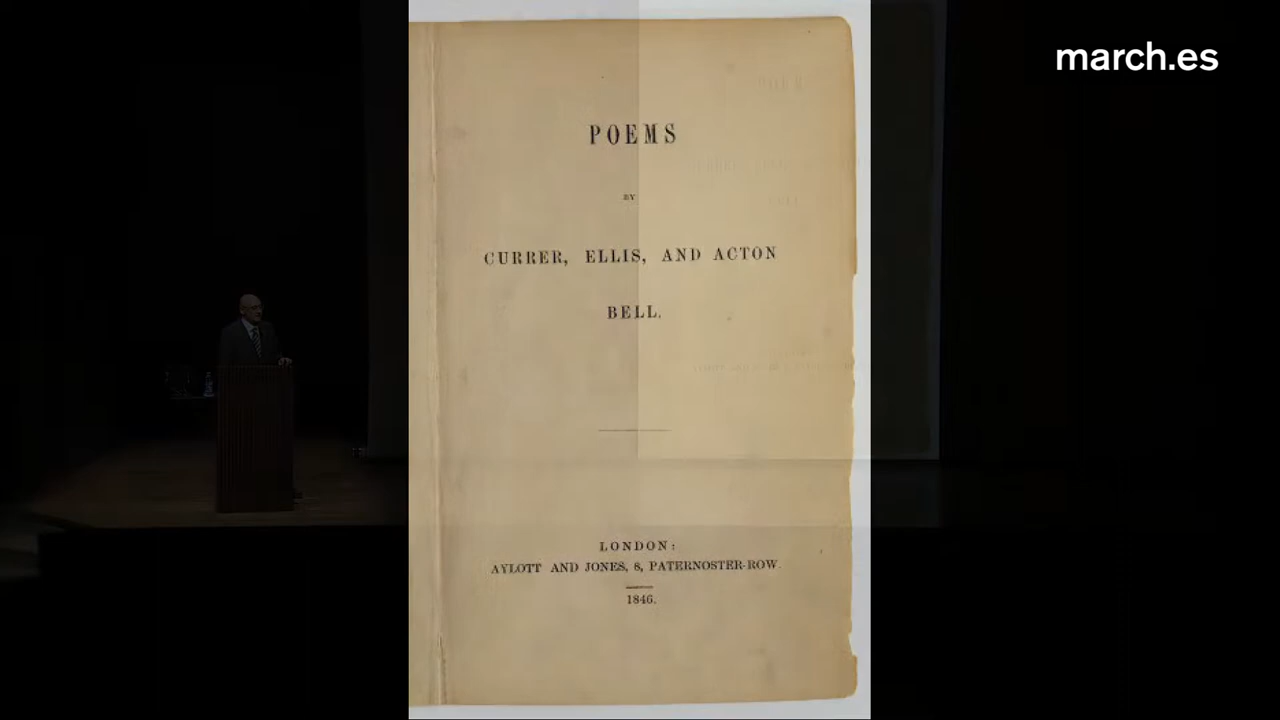 march.es
POEMS
BY
CURRER, ELLIS, AND ACTON
BELL.
LONDON:
AYLOTT AND JONES, 8, PATERNOSTER-ROW.
1846.